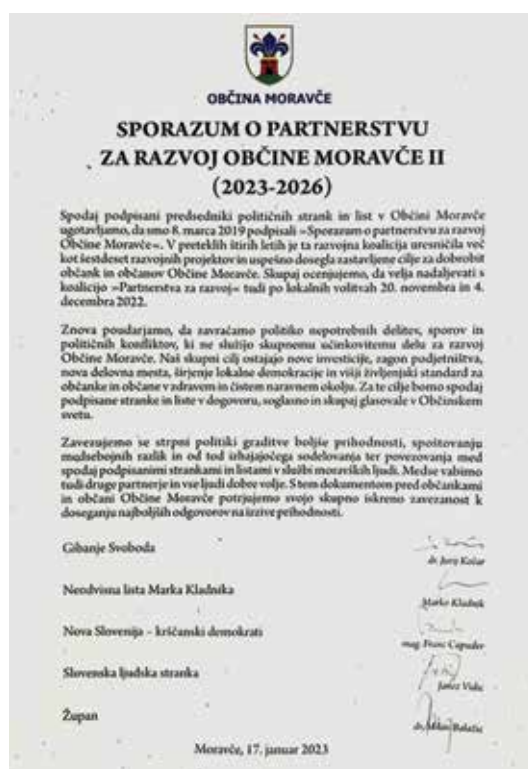 OBČINA MORAVČE
SPORAZUM O PARTNERSTVU
ZA RAZVOJ OBČINE MORAVČE II
(2023-2026)
Spodaj podpisani predsedniki političnih strank in list v Občini Moravče
ugotavljamo, da smo 8. marca 2019 podpisali »Sporazum o partnerstvu za razvoj
Občine Moravče«. V preteklih štirih letih je ta razvojna koalicija uresničila več
kot šestdeset razvojnih projektov in uspešno dosegla zastavljene cilje za dobrobit
občank in občanov Občine Moravče. Skupaj ocenjujemo, da velja nadaljevati s
koalicijo »Partnerstva za razvoj« tudi po lokalnih volitvah 20. novembra in 4.
decembra 2022.
Znova poudarjamo, da zavračamo politiko nepotrebnih delitev, sporov in
političnih konfliktov, ki ne služijo skupnemu učinkovitemu delu za razvoj
Občine Moravče. Naš skupni cilj ostajajo nove investicije, zagon podjetništva,
nova delovna mesta, širjenje lokalne demokracije in višji življenjski standard za
občanke in občane v zdravem in čistem naravnem okolju. Za te cilje bomo spodaj
podpisane stranke in liste v dogovoru, soglasno in skupaj glasovale v Občinskem
svetu.
Zavezujemo se strpni politiki graditve boljše prihodnosti, spoštovanju
medsebojnih razlik in od tod izhajajočega sodelovanja ter povezovanja med
spodaj podpisanimi strankami in listami v službi moravških ljudi. Medse vabimo
tudi druge partnerje in vse ljudi dobre volje. S tem dokumentom pred občankami
in občani Občine Moravče potrjujemo svojo skupno iskreno zavezanost k
doseganju najboljših odgovorov na izzive prihodnosti.
Gibanje Svoboda
dr. Jurij Kočar
Neodvisna lista Marka Kladnika
Marko Kladnik
Nova Slovenija – krščanski demokrati
mag. Franc Capuder
Slovenska ljudska stranka
Janez Vidic
Župan
dr. Milan Balažic
Moravče, 17. januar 2023